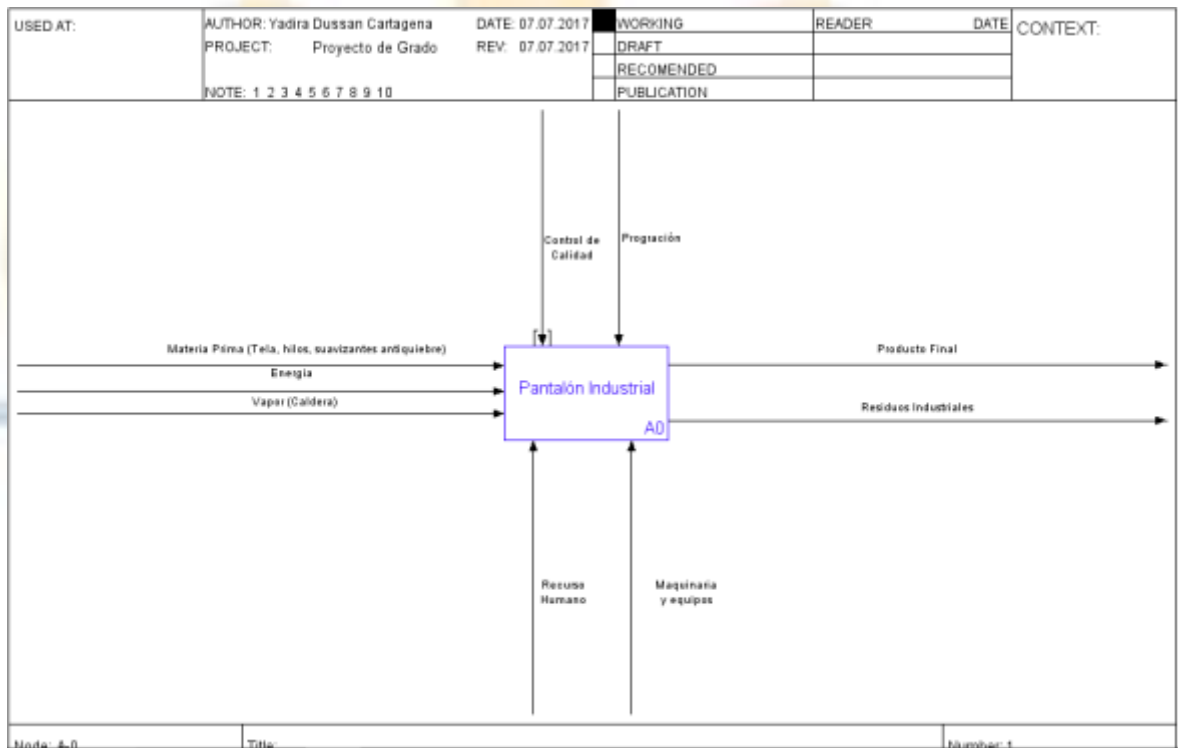 USED AT:
AUTHOR: Yadira Dussan Cartagena
DATE: 07.07.2017
PROJECT: Proyecto de Grado
REV: 07.07.2017
NOTE: 1 2 3 4 5 6 7 8 9 10
WORKING
DRAFT
RECOMENDED
PUBLICATION
READER
DATE
CONTEXT:
Control de
Calidad
Progración
Materia Prima (Tela, hilos, suavizantes antiquiebre)
Energía
Vapor (Caldera)
Pantalón Industrial
A0
Producto Final
Residuos Industriales
Recurso
Humano
Maquinaria
y equipos
Node: A-0
Title:
Number: 1